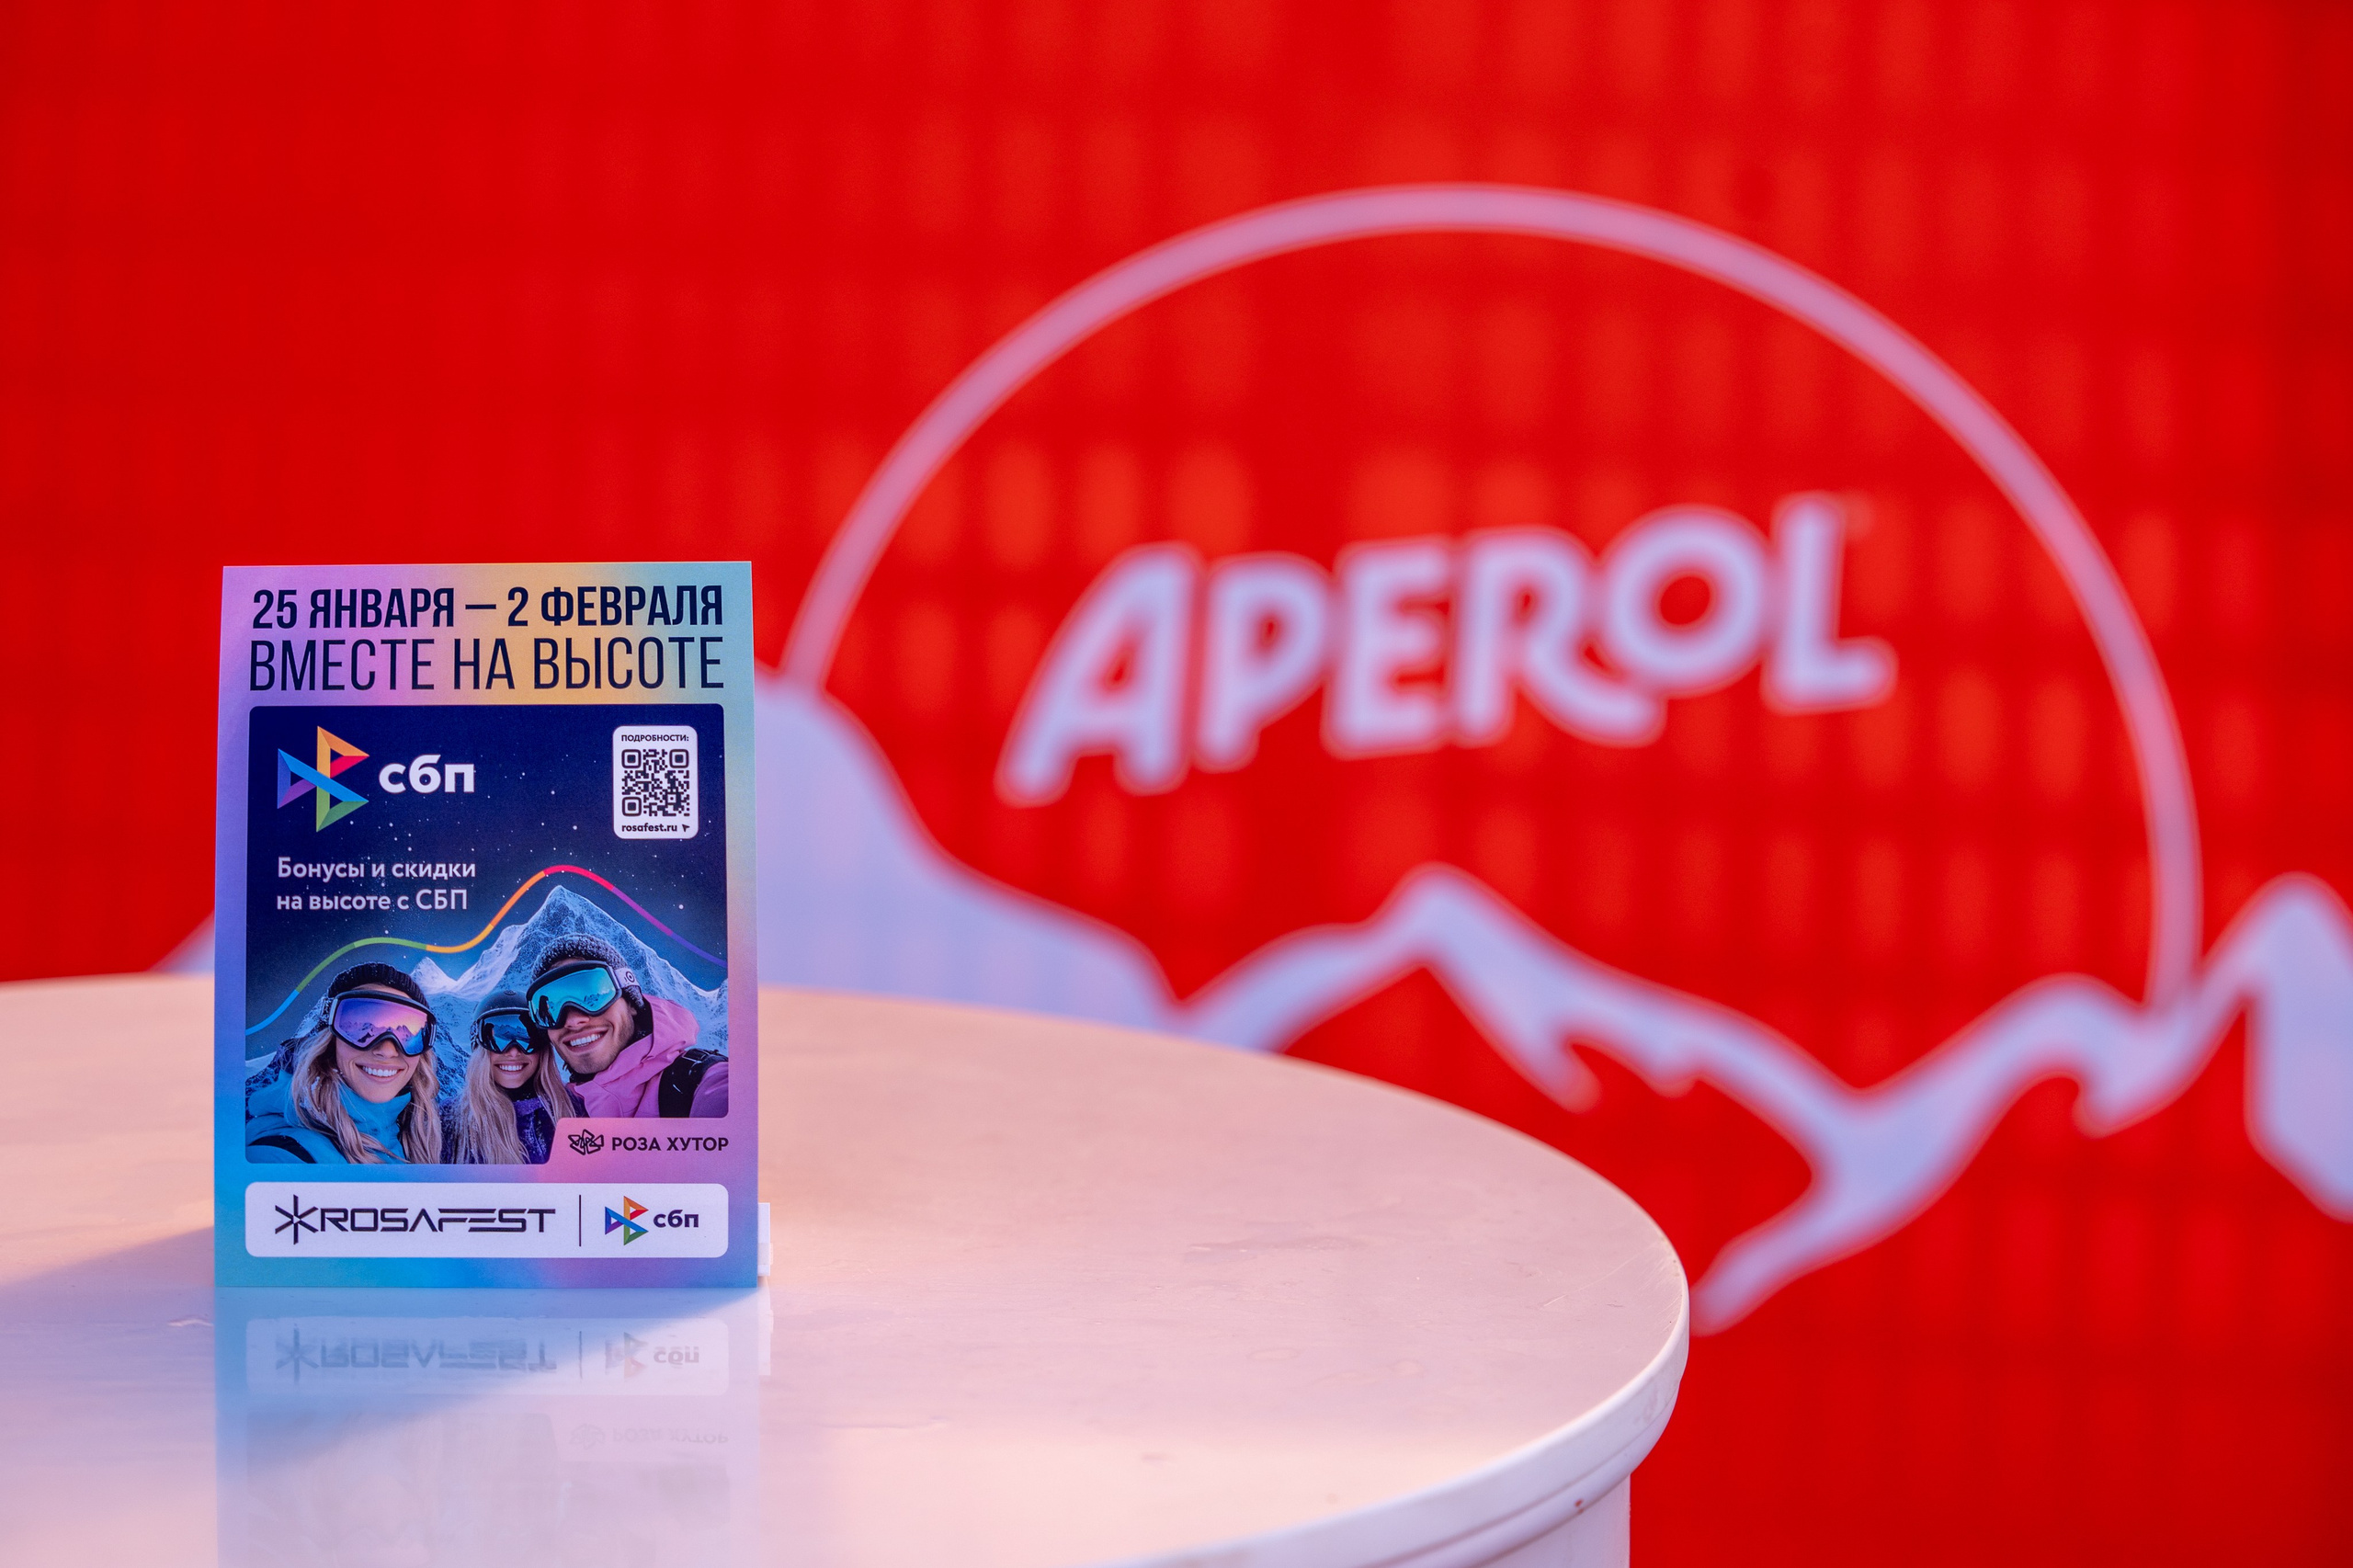 25 ЯНВАРЯ – 2 ФЕВРАЛЯ
ВМЕСТЕ НА ВЫСОТЕ
сбп
ПОДРОБНОСТИ:
rosafest.ru
Бонусы и скидки
на высоте с СБП
РОЗА ХУТОР
ROSAFEST
сбп
APEROL